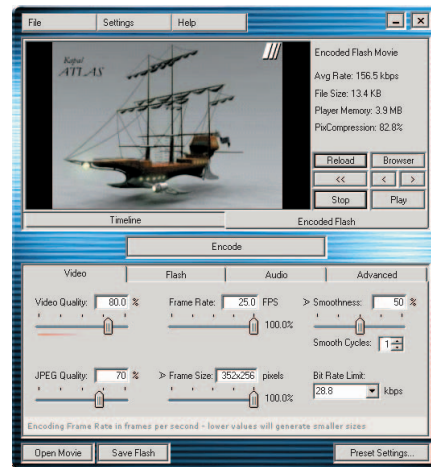 File Settings Help
Kapal
ATLAS
Encoded Flash Movie
Avg Rate: 156.5 kbps
File Size: 13.4 KB
Player Memory: 3.9 MB
PixCompression: 82.8%
Reload Browser
<< < >
Stop Play
Timeline Encoded Flash
Encode
Video Flash Audio Advanced
Video Quality: 80.0 % Frame Rate: 25.0 FPS > Smoothness: 50 %
100.0%
Smooth Cycles: 1
JPEG Quality: 70 % > Frame Size: 352x256 pixels Bit Rate Limit:
28.8 kbps
100.0%
Encoding Frame Rate in frames per second - lower values will generate smaller sizes
Open Movie Save Flash Preset Settings...